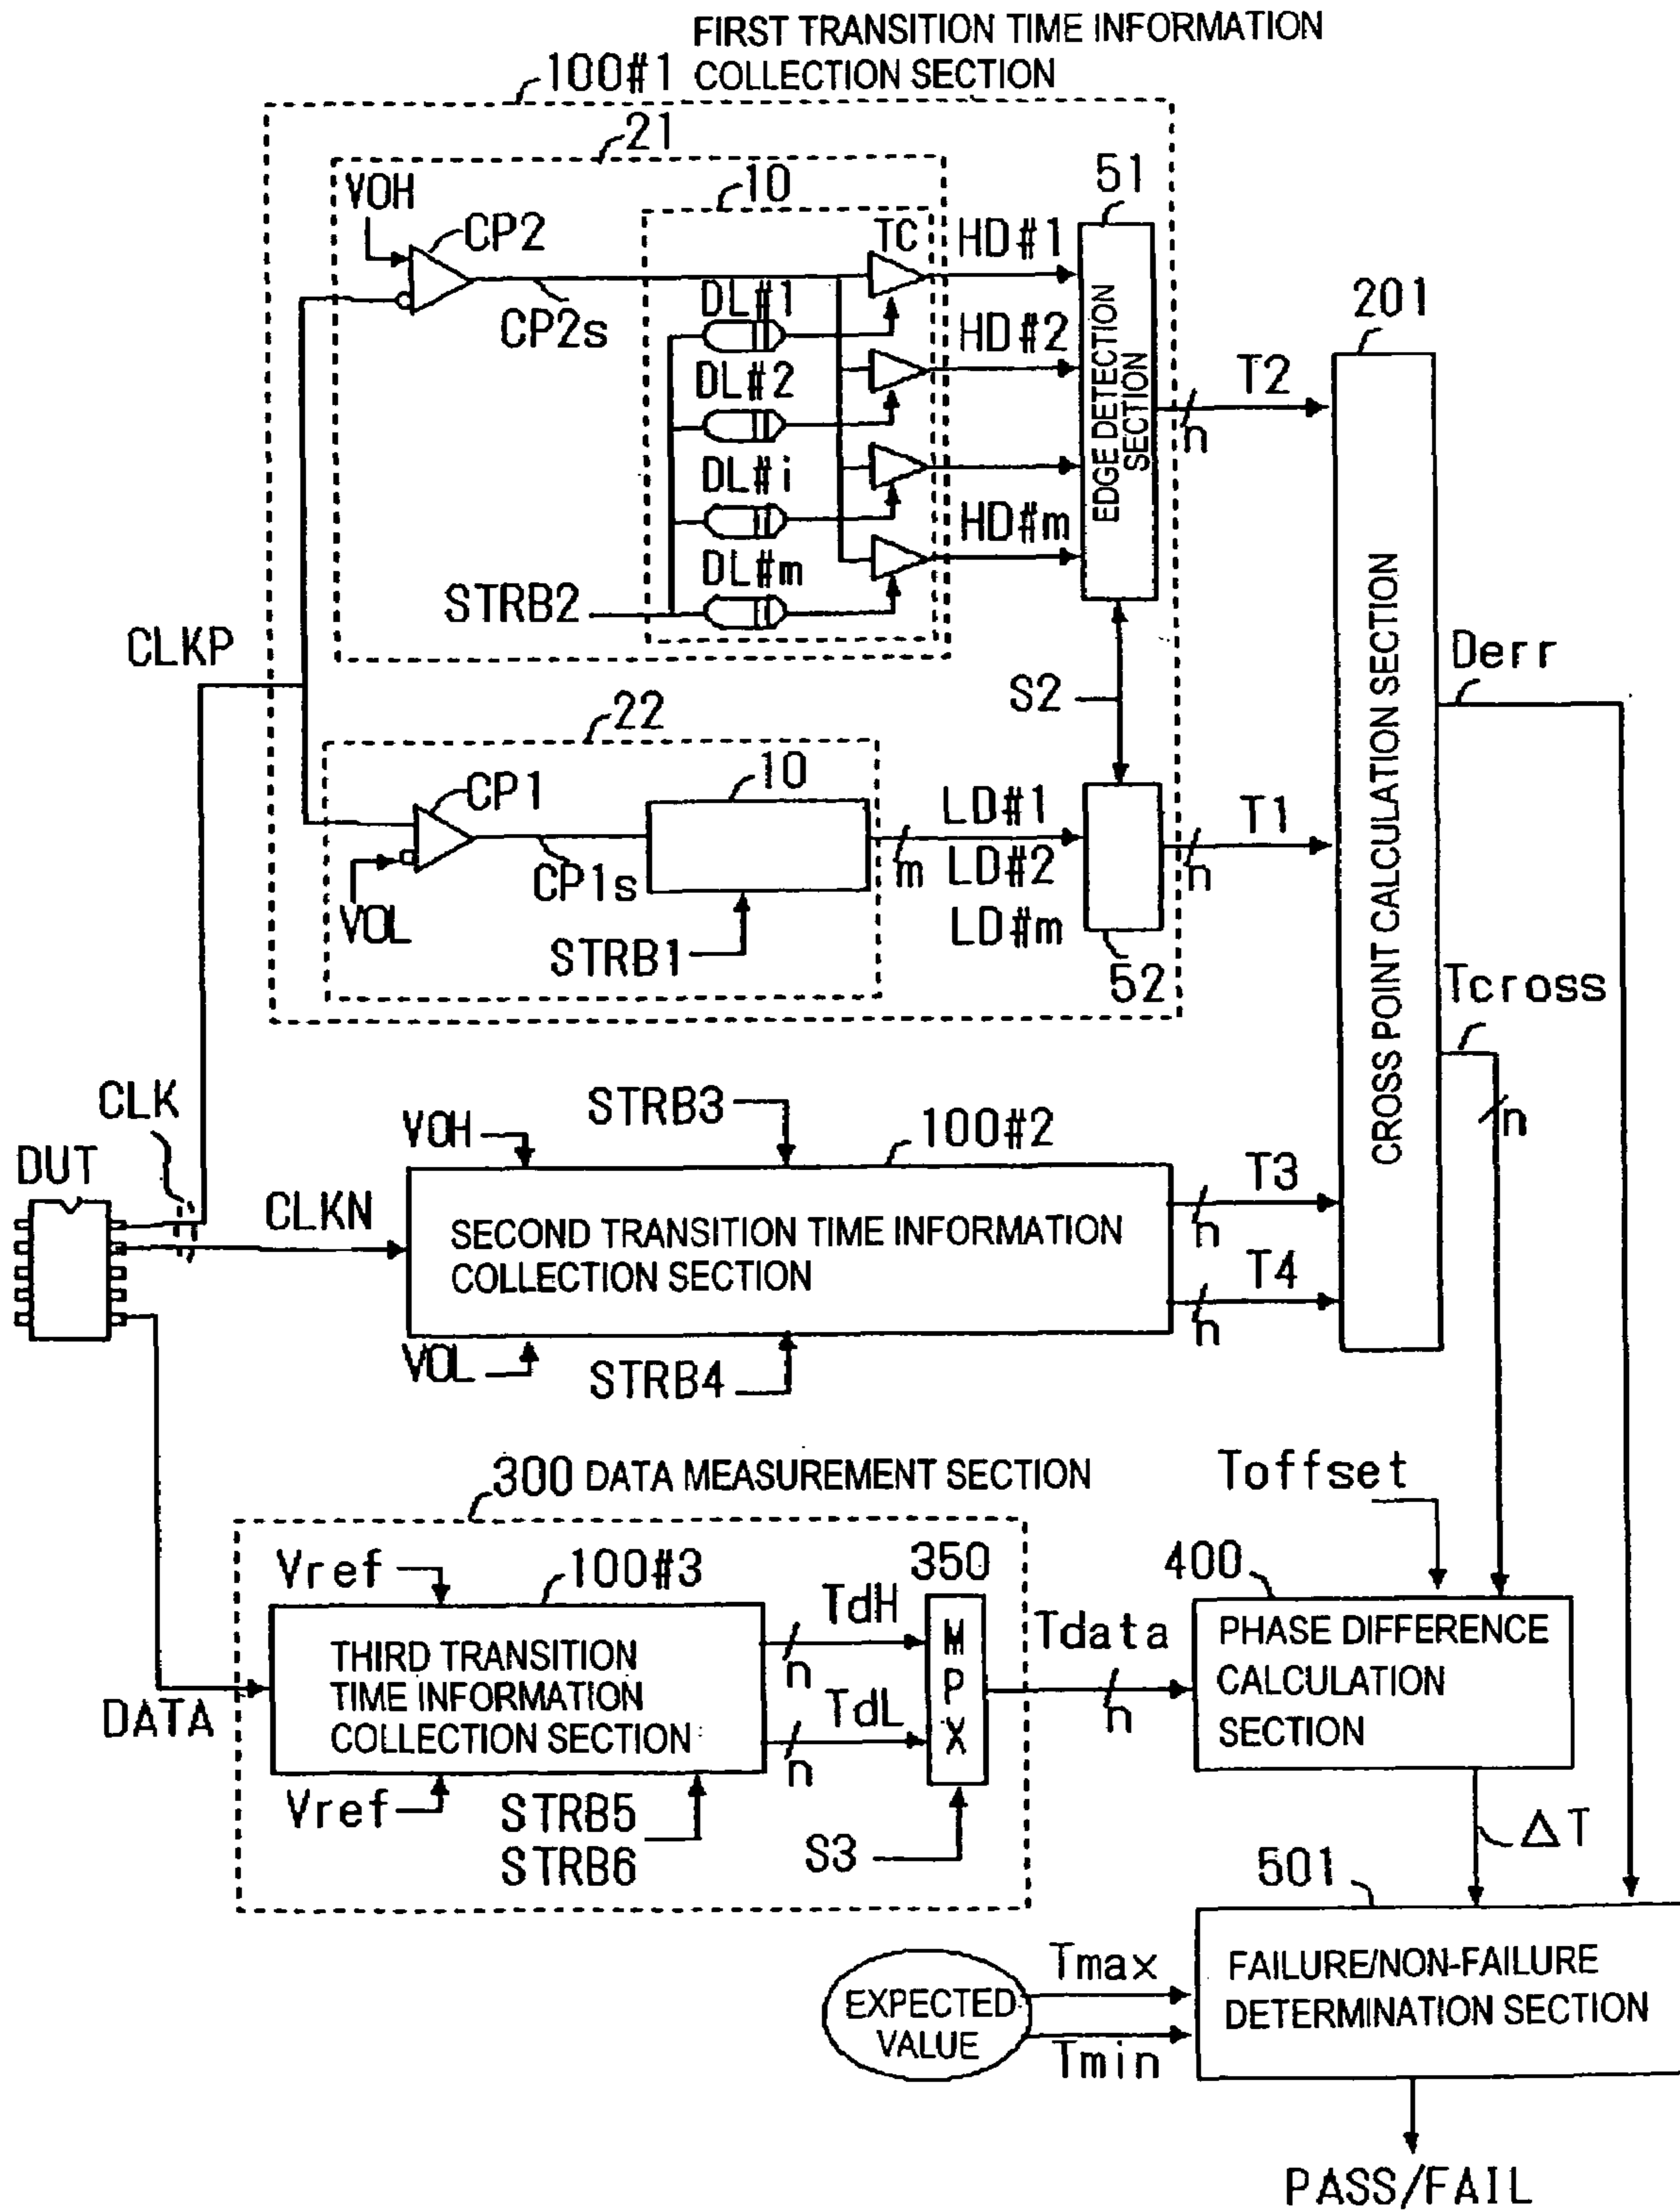 FIRST TRANSITION TIME INFORMATION
COLLECTION SECTION
100#1
21
VOH
CP2
10
TC
HD#1
51
CP2s
DL#1
HD#2
EDGE DETECTION
SECTION
201
DL#2
T2
n
DL#i
HD#m
DL#m
STRB2
CLKP
S2
CROSS POINT CALCULATION SECTION
Derr
22
CP1
10
LD#1
T1
CP1s
m
LD#2
n
VOL
LD#m
STRB1
52
Tcross
CLK
STRB3
VOH
100#2
n
DUT
T3
CLKN
SECOND TRANSITION TIME INFORMATION
COLLECTION SECTION
n
T4
n
VOL
STRB4
300 DATA MEASUREMENT SECTION
Toffset
Vref
100#3
350
400
TdH
THIRD TRANSITION
TIME INFORMATION
COLLECTION SECTION
n
MPX
Tdata
PHASE DIFFERENCE
CALCULATION
SECTION
DATA
TdL
n
n
Vref
STRB5
STRB6
S3
ΔT
501
EXPECTED
VALUE
Tmax
Tmin
FAILURE/NON-FAILURE
DETERMINATION SECTION
PASS/FAIL